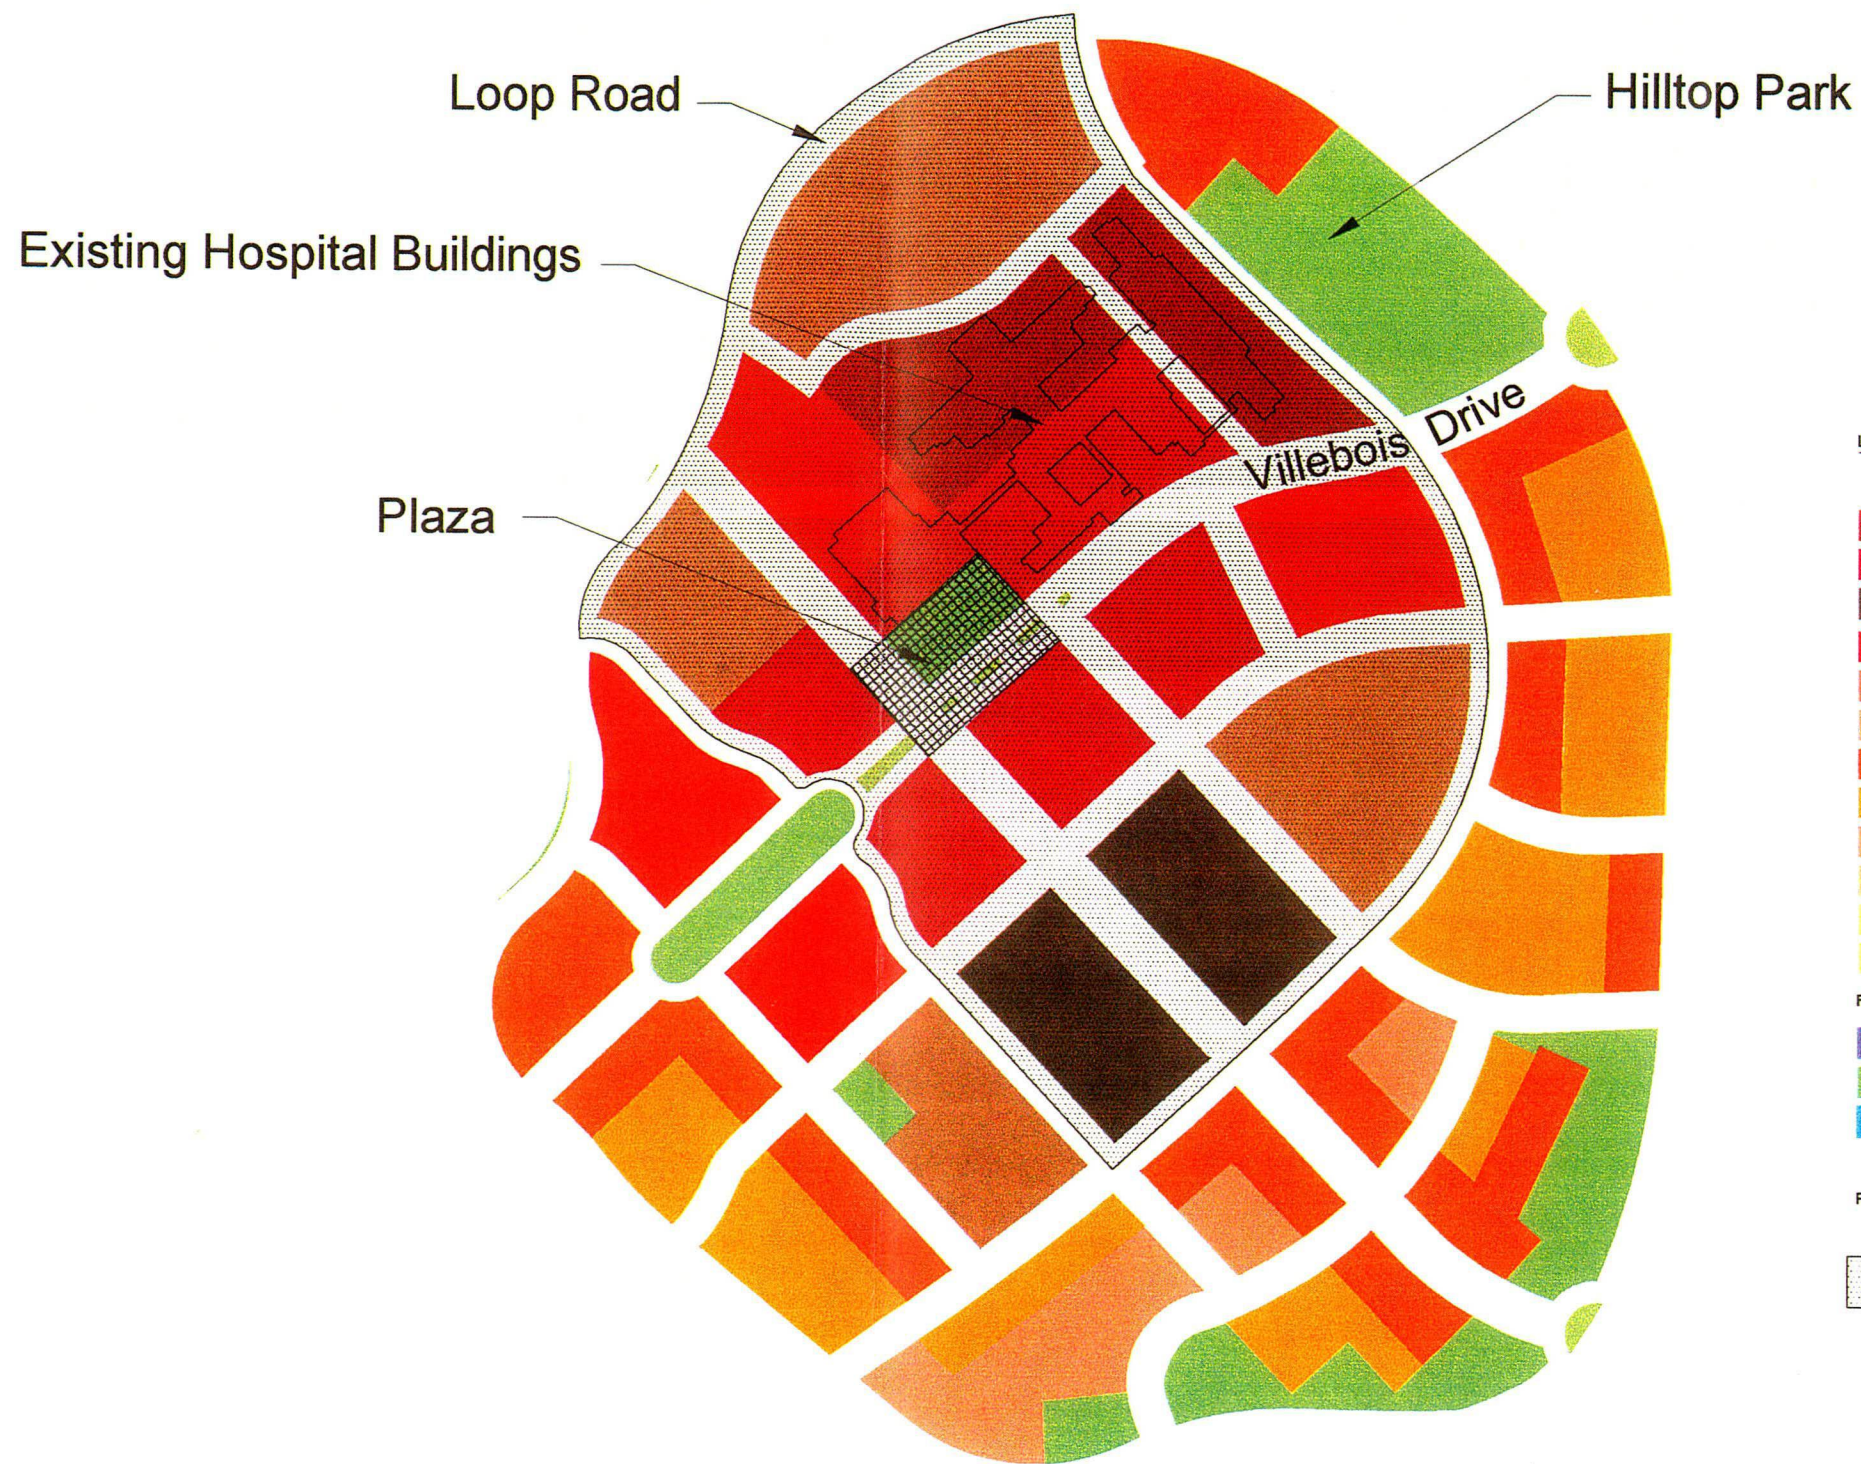 Loop Road
Hilltop Park
Existing Hospital Buildings
Villebois Drive
Plaza